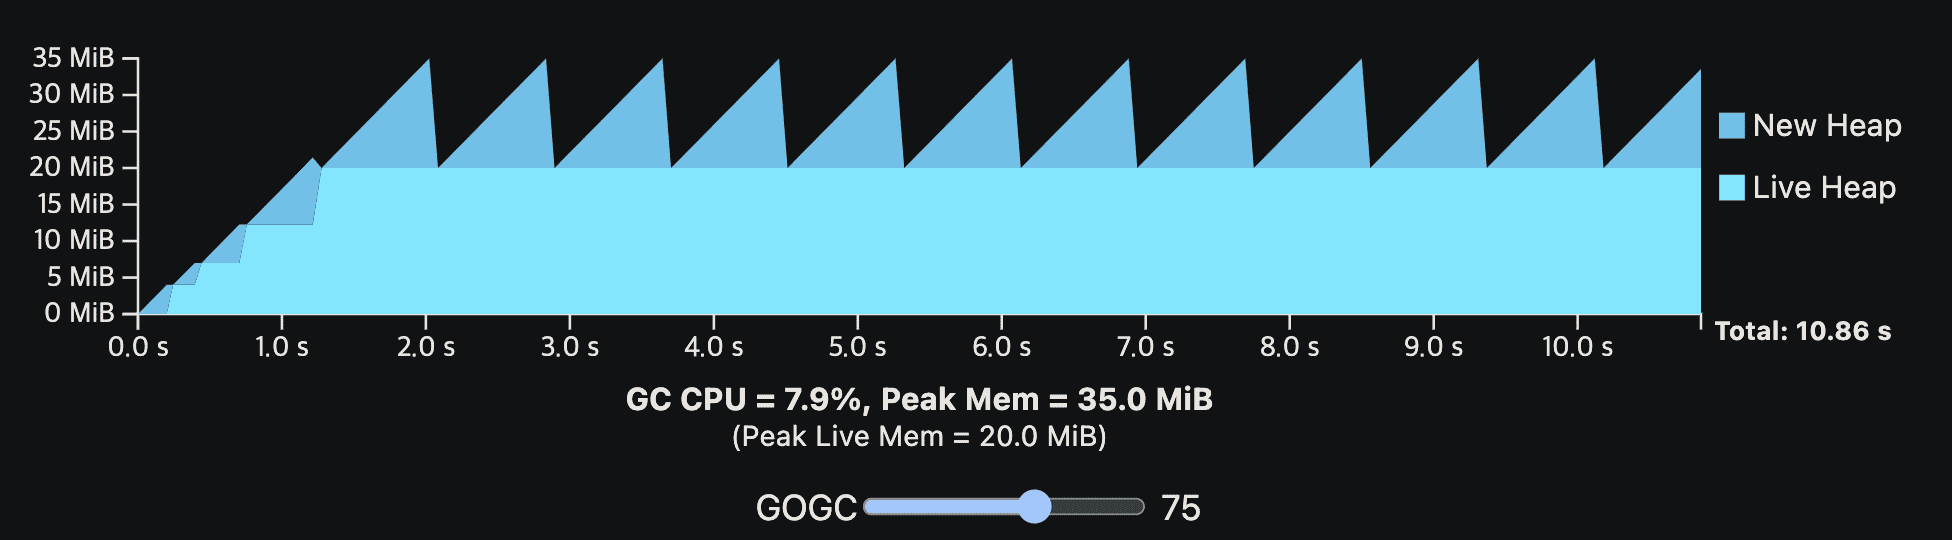 35 MiB
30 MiB
25 MiB
20 MiB
15 MiB
10 MiB
5 MiB
0 MiB
0.0 s 1.0 s 2.0 s 3.0 s 4.0 s 5.0 s 6.0 s 7.0 s 8.0 s 9.0 s 10.0 s
New Heap
Live Heap
Total: 10.86 s
GC CPU = 7.9%, Peak Mem = 35.0 MiB
(Peak Live Mem = 20.0 MiB)
GOGC 75